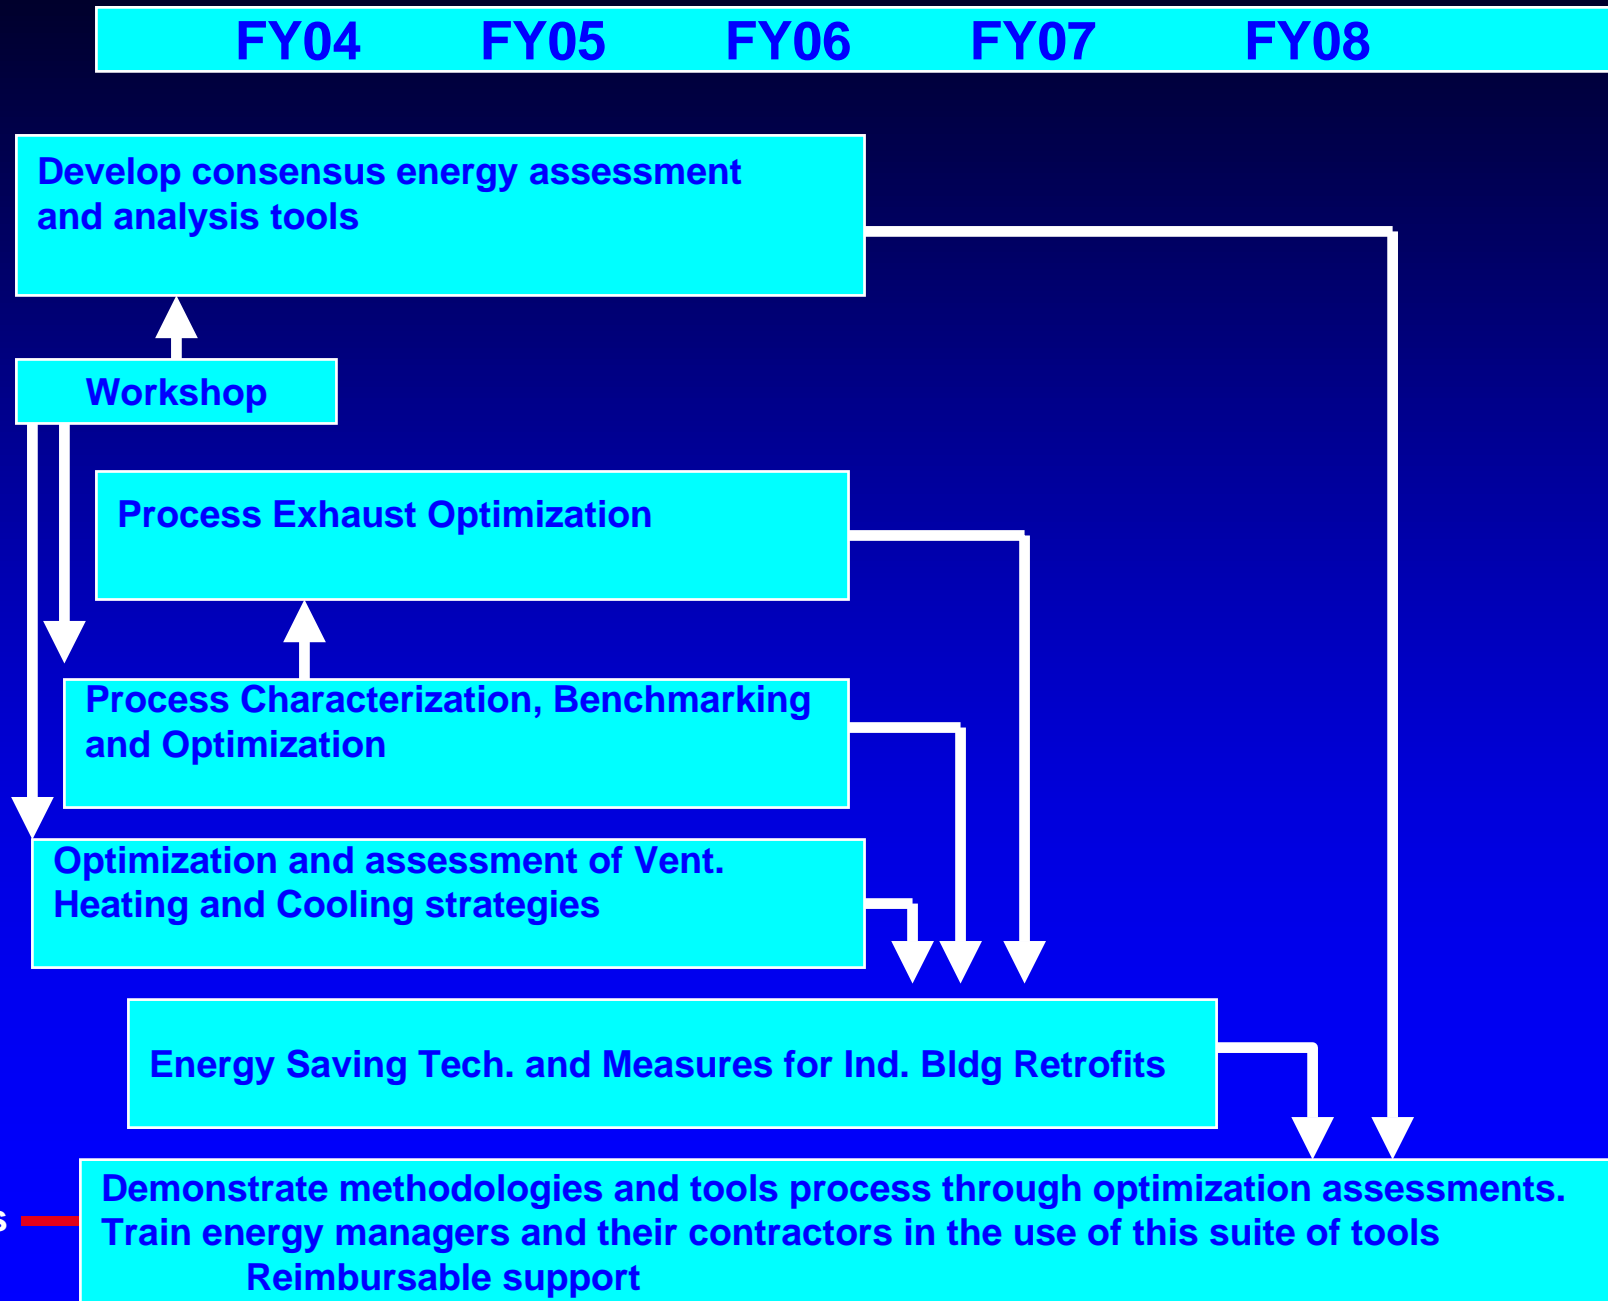 FY04 FY05 FY06 FY07 FY08
Develop consensus energy assessment
and analysis tools
Workshop
Process Exhaust Optimization
Process Characterization, Benchmarking
and Optimization
Optimization and assessment of Vent.
Heating and Cooling strategies
Energy Saving Tech. and Measures for Ind. Bldg Retrofits
Demonstrate methodologies and tools process through optimization assessments.
Train energy managers and their contractors in the use of this suite of tools
Reimbursable support